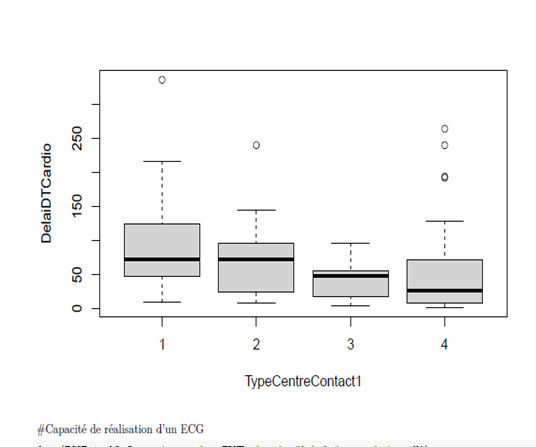 DelaiDTCardio
250
150
50
0
1 2 3 4
TypeCentreContact1
#Capacité de réalisation d'un ECG